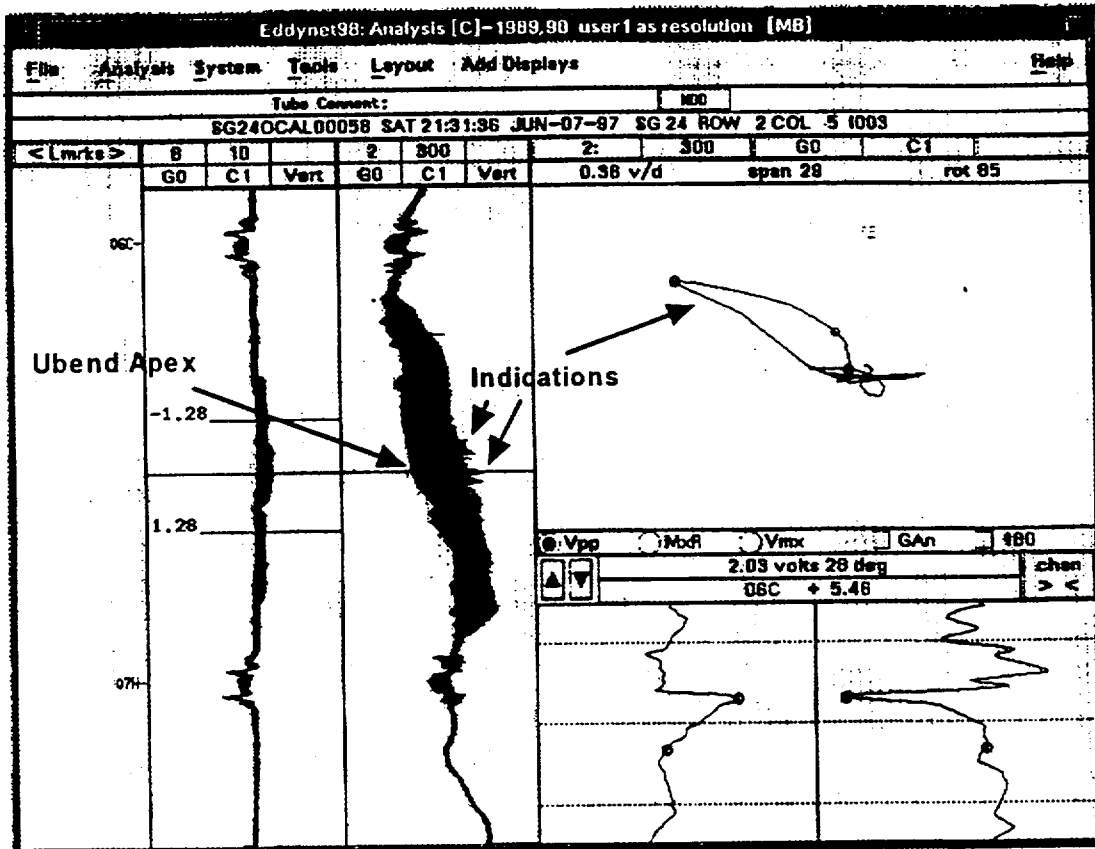 Eddynet98: Analysis [C]-1989,90 user1 as resolution [MB]
File Analysis System Tools Layout Add Displays Help
Tube Comment: NDD
SG24OCAL00058 SAT 21:31:36 JUN-07-97 SG 24 ROW 2 COL 5 I003
< Lmrks > 8 10 2 300 2: 300 G0 C1
G0 C1 Vert G0 C1 Vert 0.38 v/d span 29 rot 85
06C
Ubend Apex
Indications
-1.28
1.28
07H
Vpp MxR Vmx GAn 180
2.03 volts 28 deg chan
06C + 5.46 > <